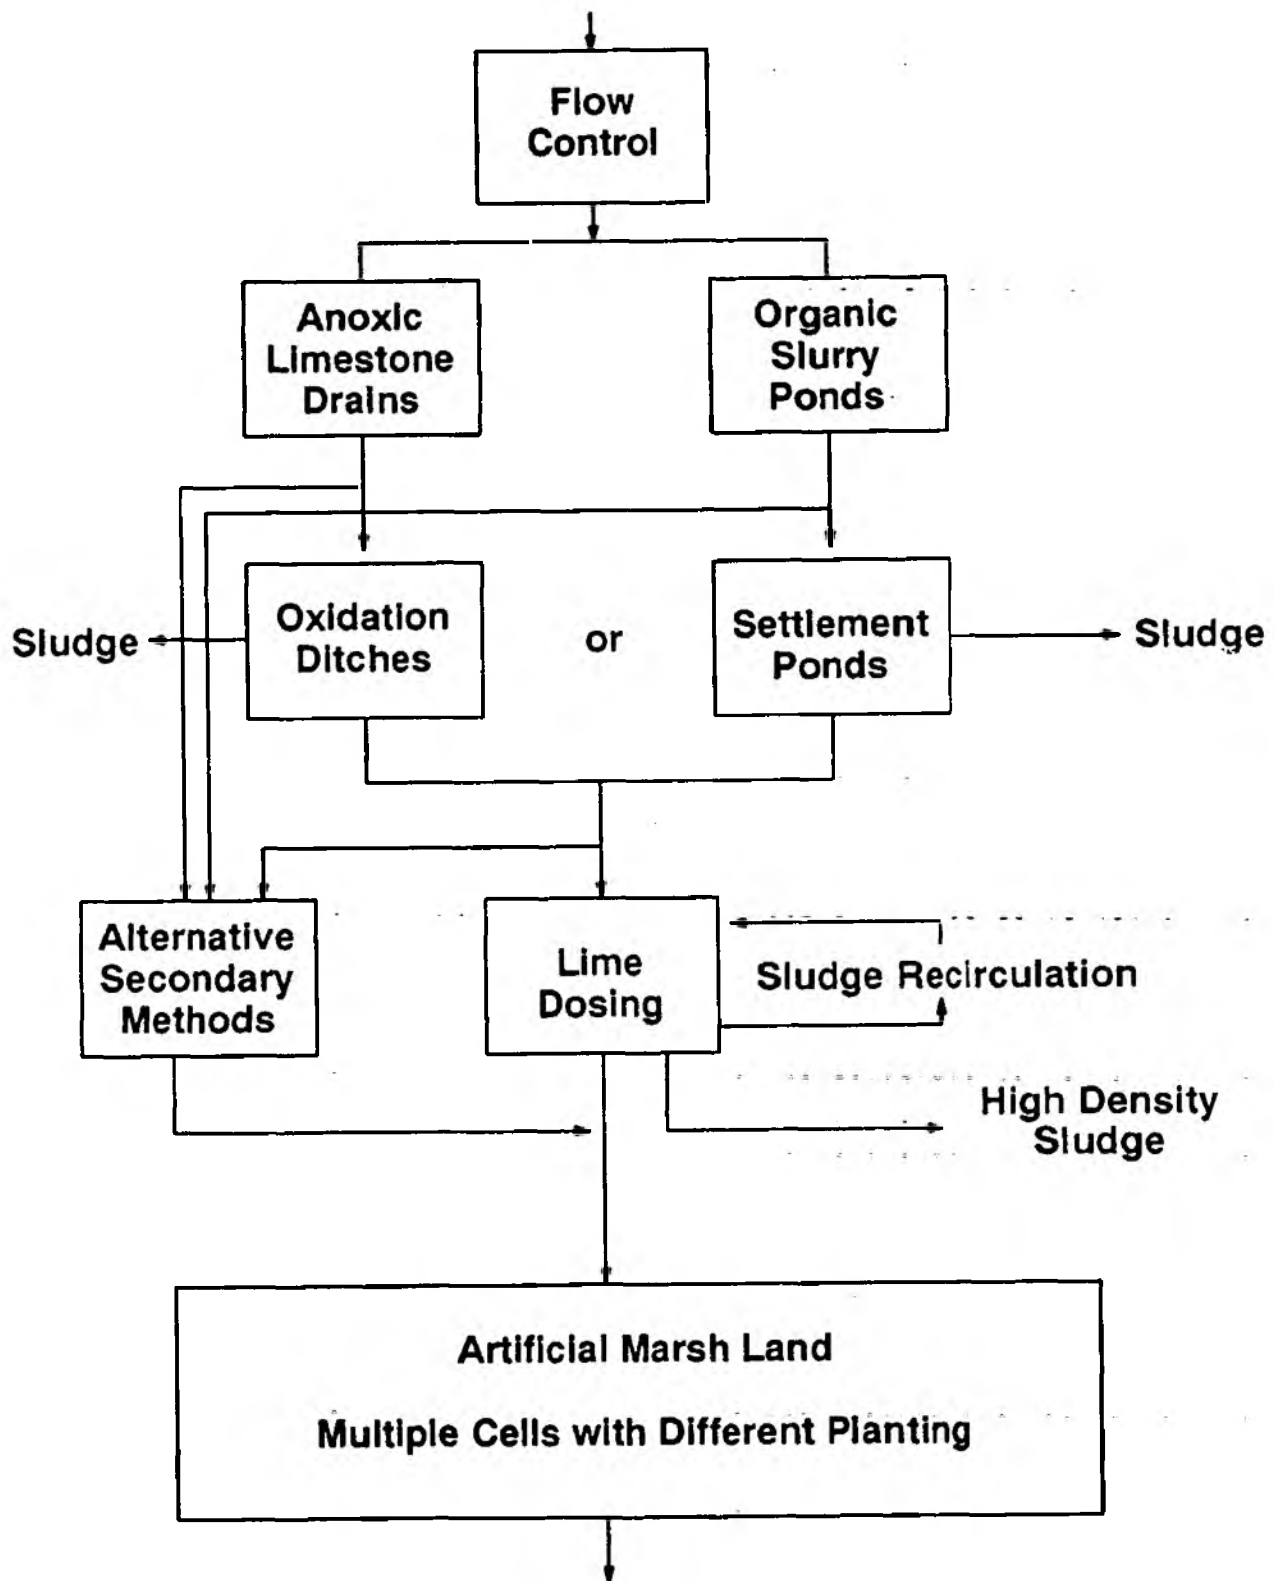 Flow
Control
Anoxic
Limestone
Drains
Organic
Slurry
Ponds
Sludge
Oxidation
Ditches
or
Settlement
Ponds
Sludge
Alternative
Secondary
Methods
Lime
Dosing
Sludge Recirculation
High Density
Sludge
Artificial Marsh Land
Multiple Cells with Different Planting